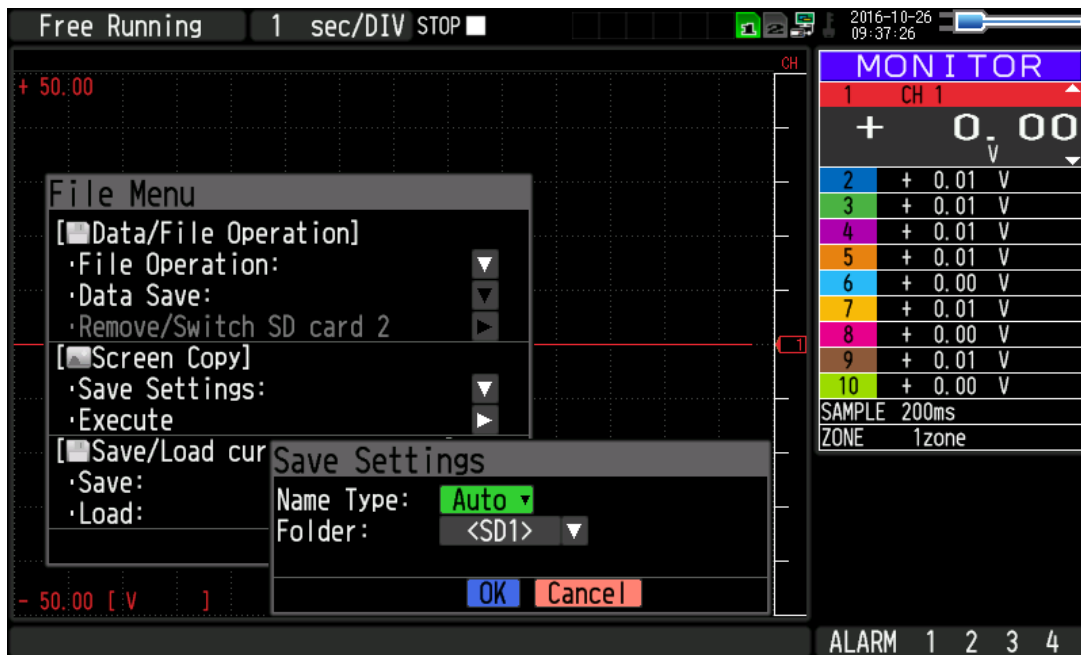 Free Running 1 sec/DIV STOP 1 2 2016-10-26
09:37:26
CH
+ 50.00
File Menu
[Data/File Operation]
·File Operation:
·Data Save:
·Remove/Switch SD card 2
[Screen Copy]
·Save Settings:
·Execute
[Save/Load cur
·Save:
·Load:
Save Settings
Name Type: Auto
Folder: <SD1>
OK Cancel
- 50.00 [ V ]
1
MONITOR
1 CH 1
+ 0.00
V
2 + 0.01 V
3 + 0.01 V
4 + 0.01 V
5 + 0.01 V
6 + 0.00 V
7 + 0.01 V
8 + 0.00 V
9 + 0.01 V
10 + 0.00 V
SAMPLE 200ms
ZONE 1zone
ALARM 1 2 3 4